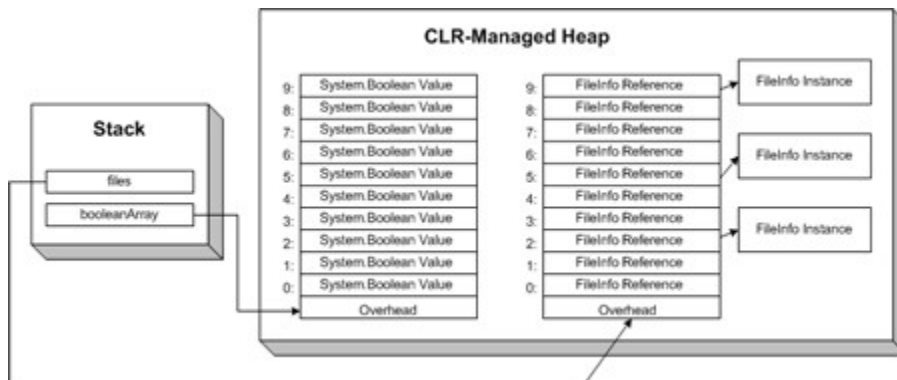 CLR-Managed Heap
Stack
files
booleanArray
9: System.Boolean Value
8: System.Boolean Value
7: System.Boolean Value
6: System.Boolean Value
5: System.Boolean Value
4: System.Boolean Value
3: System.Boolean Value
2: System.Boolean Value
1: System.Boolean Value
0: System.Boolean Value
Overhead
9: FileInfo Reference
8: FileInfo Reference
7: FileInfo Reference
6: FileInfo Reference
5: FileInfo Reference
4: FileInfo Reference
3: FileInfo Reference
2: FileInfo Reference
1: FileInfo Reference
0: FileInfo Reference
Overhead
FileInfo Instance
FileInfo Instance
FileInfo Instance